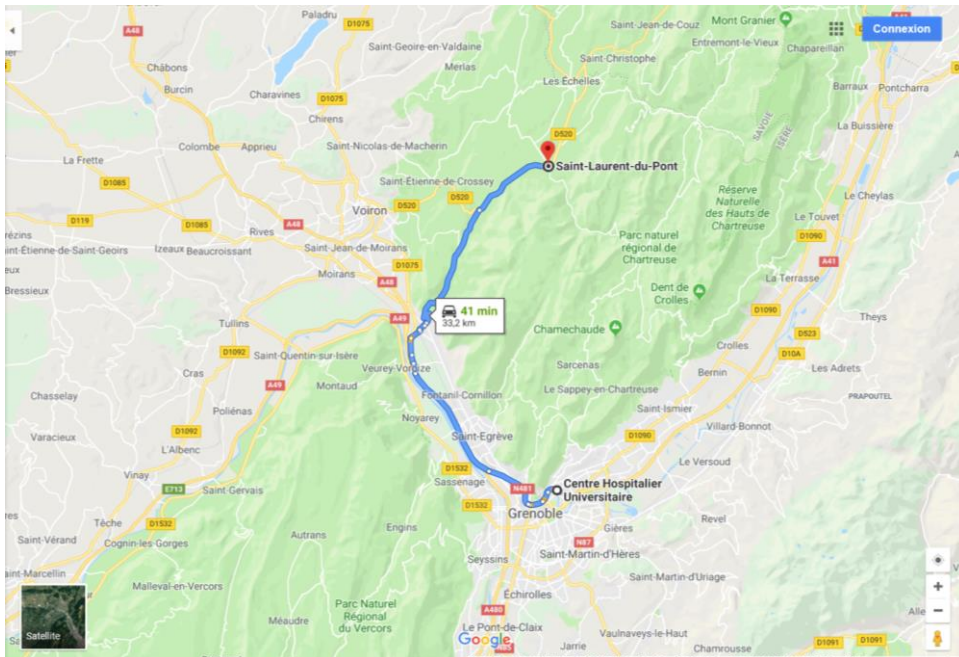 Paladru
A48
D1075
Saint-Geoire-en-Valdaine
Merlas
Saint-Jean-de-Couz
Mont Granier
Connexion
Saint-Christophe
Entremont-le-Vieux
Chapareillan
Châbons
Burcin
Charavines
D1075
Chirens
Les Échelles
Barraux
Pontcharra
La Buissière
SAVOIE
ISÈRE
D520
Colombe
Apprieu
Saint-Nicolas-de-Macherin
La Frette
D1085
Saint-Étienne-de-Crossey
Saint-Laurent-du-Pont
D520
Réserve
Naturelle
des Hauts de
Chartreuse
Le Cheylas
D119
D1085
A48
Voiron
D520
Rives
Le Touvet
D1090
int-Étienne-de-Saint-Geoirs
Izeaux
Beaucroissant
Saint-Jean-de-Moirans
Parc naturel
régional de
Chartreuse
A41
Moirans
D1075
A48
La Terrasse
Bressieux
Dent de
Crolles
41 min
33,2 km
D1090
Theys
Tullins
A49
Chamechaude
D523
Crolles
D10A
D1092
Saint-Quentin-sur-Isère
Cras
Veurey-Voroize
Sarcenas
Bernin
Les Adrets
A49
Montaud
Chasselay
Fontanil-Cornillon
Le Sappey-en-Chartreuse
PRAPOUTEL
Poliénas
Noyarey
Saint-Ismier
Varacieux
D1092
L'Albenc
Saint-Egrève
D1090
Villard-Bonnot
Vinay
D1532
Sassenage
Le Versoud
E713
Saint-Gervais
N481
Centre Hospitalier
Universitaire
D1532
Grenoble
Têche
D1532
Engins
Revel
Saint-Vérand
Cognin-les-Gorges
Autrans
Gières
N87
Seyssins
Saint-Martin-d'Hères
aint-Marcellin
Malleval-en-Vercors
Saint-Martin-d'Uriage
Échirolles
Parc Naturel
Régional
du Vercors
A480
Méaudre
Satellite
Le Pont-de-Claix
Google
Vaulnaveys-le-Haut
Jarrie
Chamrousse
D1091
D1091